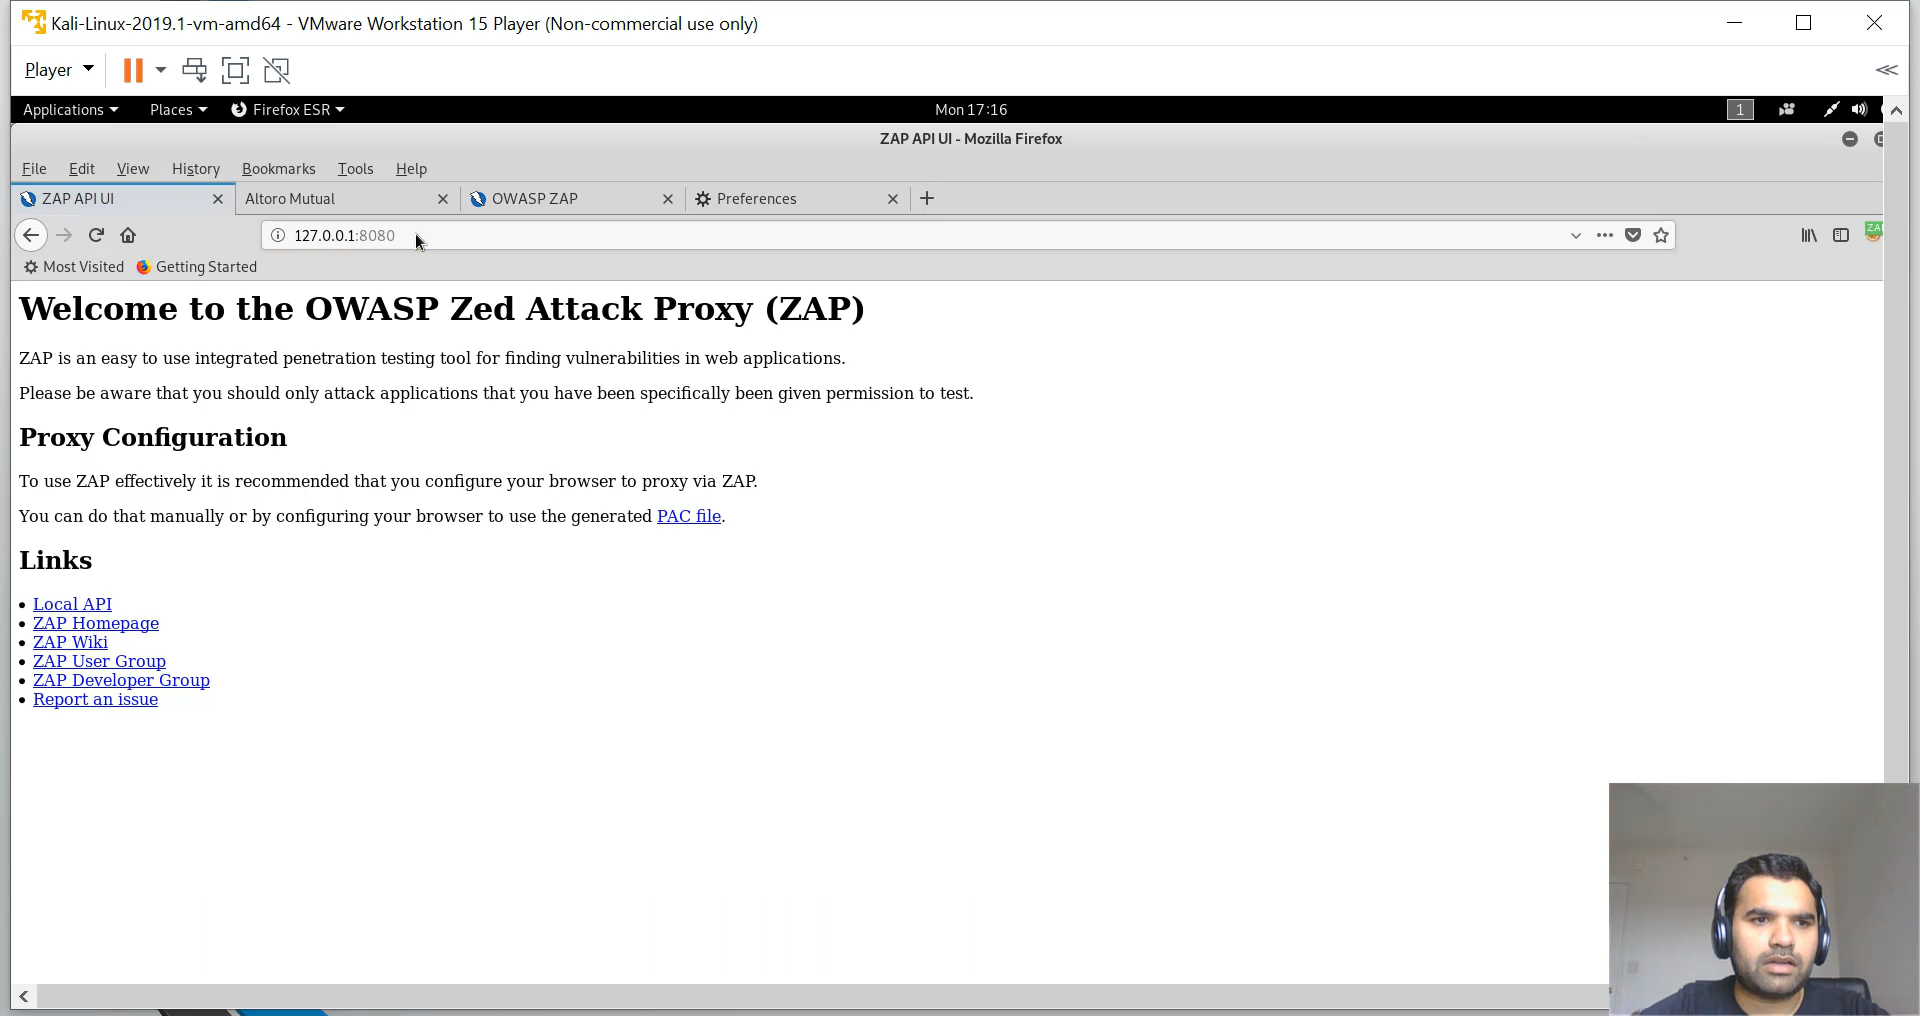 Kali-Linux-2019.1-vm-amd64 - VMware Workstation 15 Player (Non-commercial use only)
Player
Applications Places Firefox ESR Mon 17:16 1
ZAP API UI - Mozilla Firefox
File Edit View History Bookmarks Tools Help
ZAP API UI Altoro Mutual OWASP ZAP Preferences
127.0.0.1:8080
Most Visited Getting Started
Welcome to the OWASP Zed Attack Proxy (ZAP)
ZAP is an easy to use integrated penetration testing tool for finding vulnerabilities in web applications.
Please be aware that you should only attack applications that you have been specifically been given permission to test.
Proxy Configuration
To use ZAP effectively it is recommended that you configure your browser to proxy via ZAP.
You can do that manually or by configuring your browser to use the generated PAC file.
Links
Local API
ZAP Homepage
ZAP Wiki
ZAP User Group
ZAP Developer Group
Report an issue